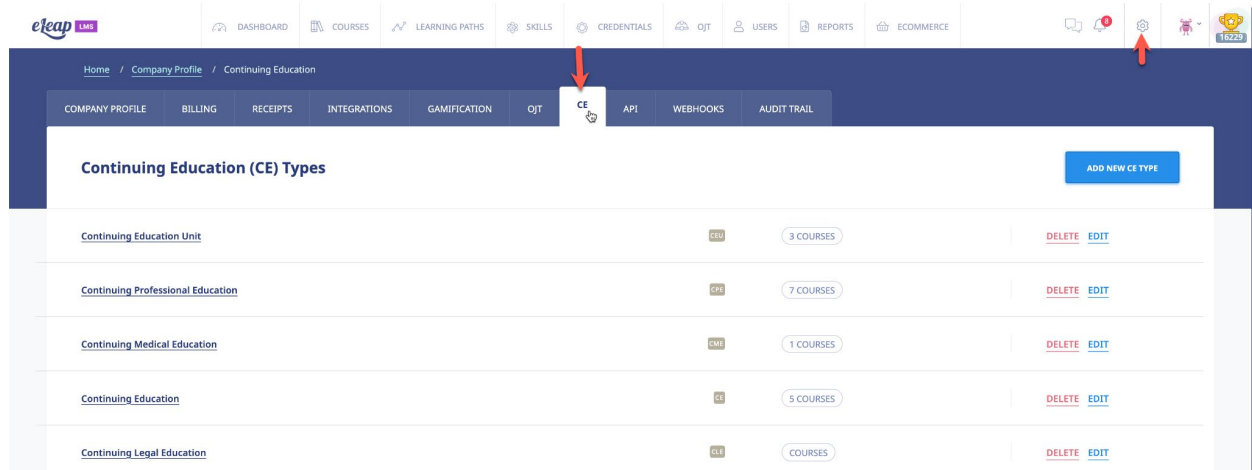 eleap LMS DASHBOARD COURSES LEARNING PATHS SKILLS CREDENTIALS OJT USERS REPORTS ECOMMERCE 8 16229
Home / Company Profile / Continuing Education
COMPANY PROFILE BILLING RECEIPTS INTEGRATIONS GAMIFICATION OJT CE API WEBHOOKS AUDIT TRAIL
Continuing Education (CE) Types ADD NEW CE TYPE
Continuing Education Unit CEU 3 COURSES DELETE EDIT
Continuing Professional Education CPE 7 COURSES DELETE EDIT
Continuing Medical Education CME 1 COURSES DELETE EDIT
Continuing Education CE 5 COURSES DELETE EDIT
Continuing Legal Education CLE COURSES DELETE EDIT